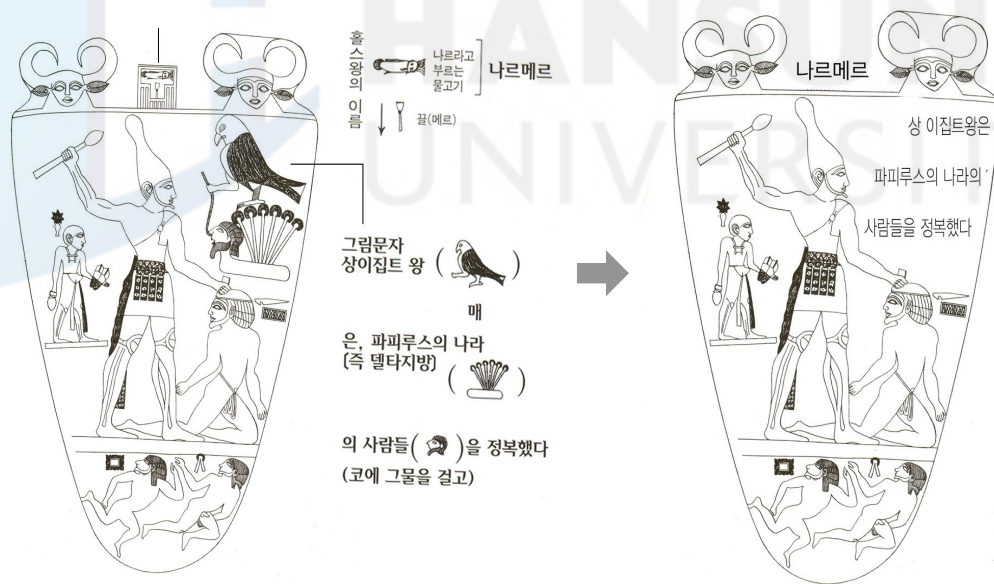 HANSUNG
UNIVERSIT
홀스왕의 이름
나르라고
부르는
물고기
나르메르
끌(메르)
그림문자
상이집트 왕 ( )
매
은, 파피루스의 나라
[즉 델타지방]
( )
의 사람들( )을 정복했다
(코에 그물을 걸고)
나르메르
상 이집트왕은
파피루스의 나라의 '
사람들을 정복했다